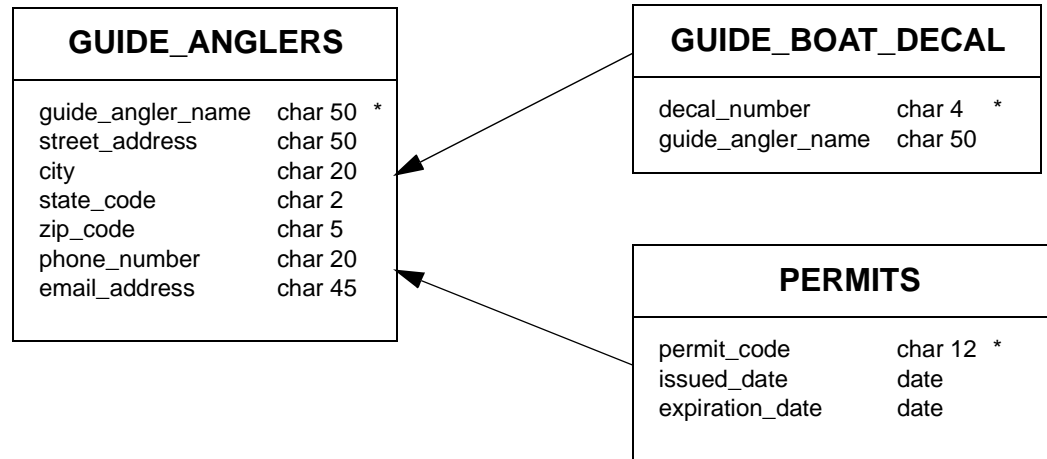 GUIDE_ANGLERS
guide_angler_name char 50 *
street_address char 50
city char 20
state_code char 2
zip_code char 5
phone_number char 20
email_address char 45
GUIDE_BOAT_DECAL
decal_number char 4 *
guide_angler_name char 50
PERMITS
permit_code char 12 *
issued_date date
expiration_date date